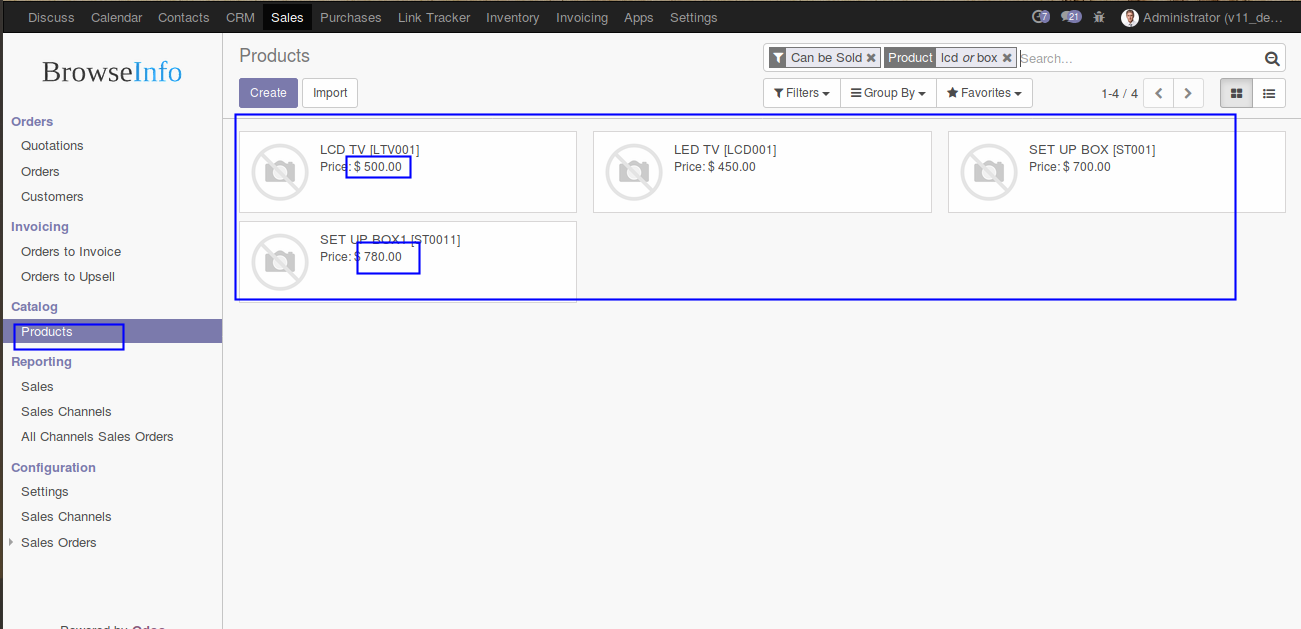 Discuss Calendar Contacts CRM Sales Purchases Link Tracker Inventory Invoicing Apps Settings 7 21 Administrator (v11_de...
BrowseInfo
Orders
Quotations
Orders
Customers
Invoicing
Orders to Invoice
Orders to Upsell
Catalog
Products
Reporting
Sales
Sales Channels
All Channels Sales Orders
Configuration
Settings
Sales Channels
Sales Orders
Powered by Odoo
Products
Can be Sold Product lcd or box Search...
Create Import
Filters Group By Favorites 1-4 / 4
LCD TV [LTV001]
Price: $ 500.00
LED TV [LCD001]
Price: $ 450.00
SET UP BOX [ST001]
Price: $ 700.00
SET UP BOX1 [ST0011]
Price: $ 780.00